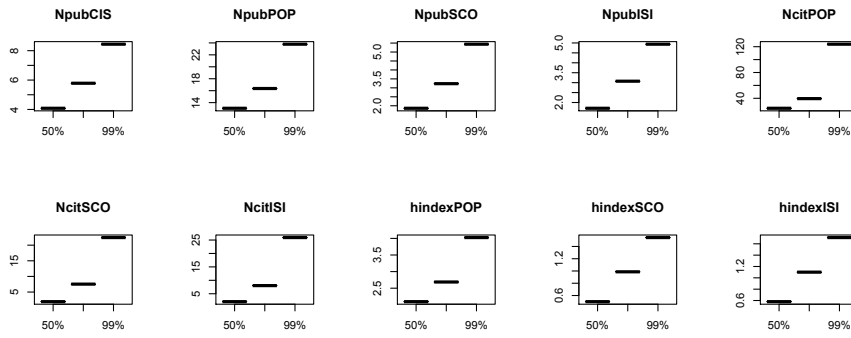 NpubCIS NpubPOP NpubSCO NpubISI NcitPOP
4 6 8 14 18 22 2.0 3.5 5.0 2.0 3.5 5.0 40 120
50% 99% 50% 99% 50% 99% 50% 99% 50% 99%
NcitSCO NcitISI hindexPOP hindexSCO hindexISI
5 15 5 15 25 2.5 3.5 0.6 1.2 0.6 1.2
50% 99% 50% 99% 50% 99% 50% 99% 50% 99%